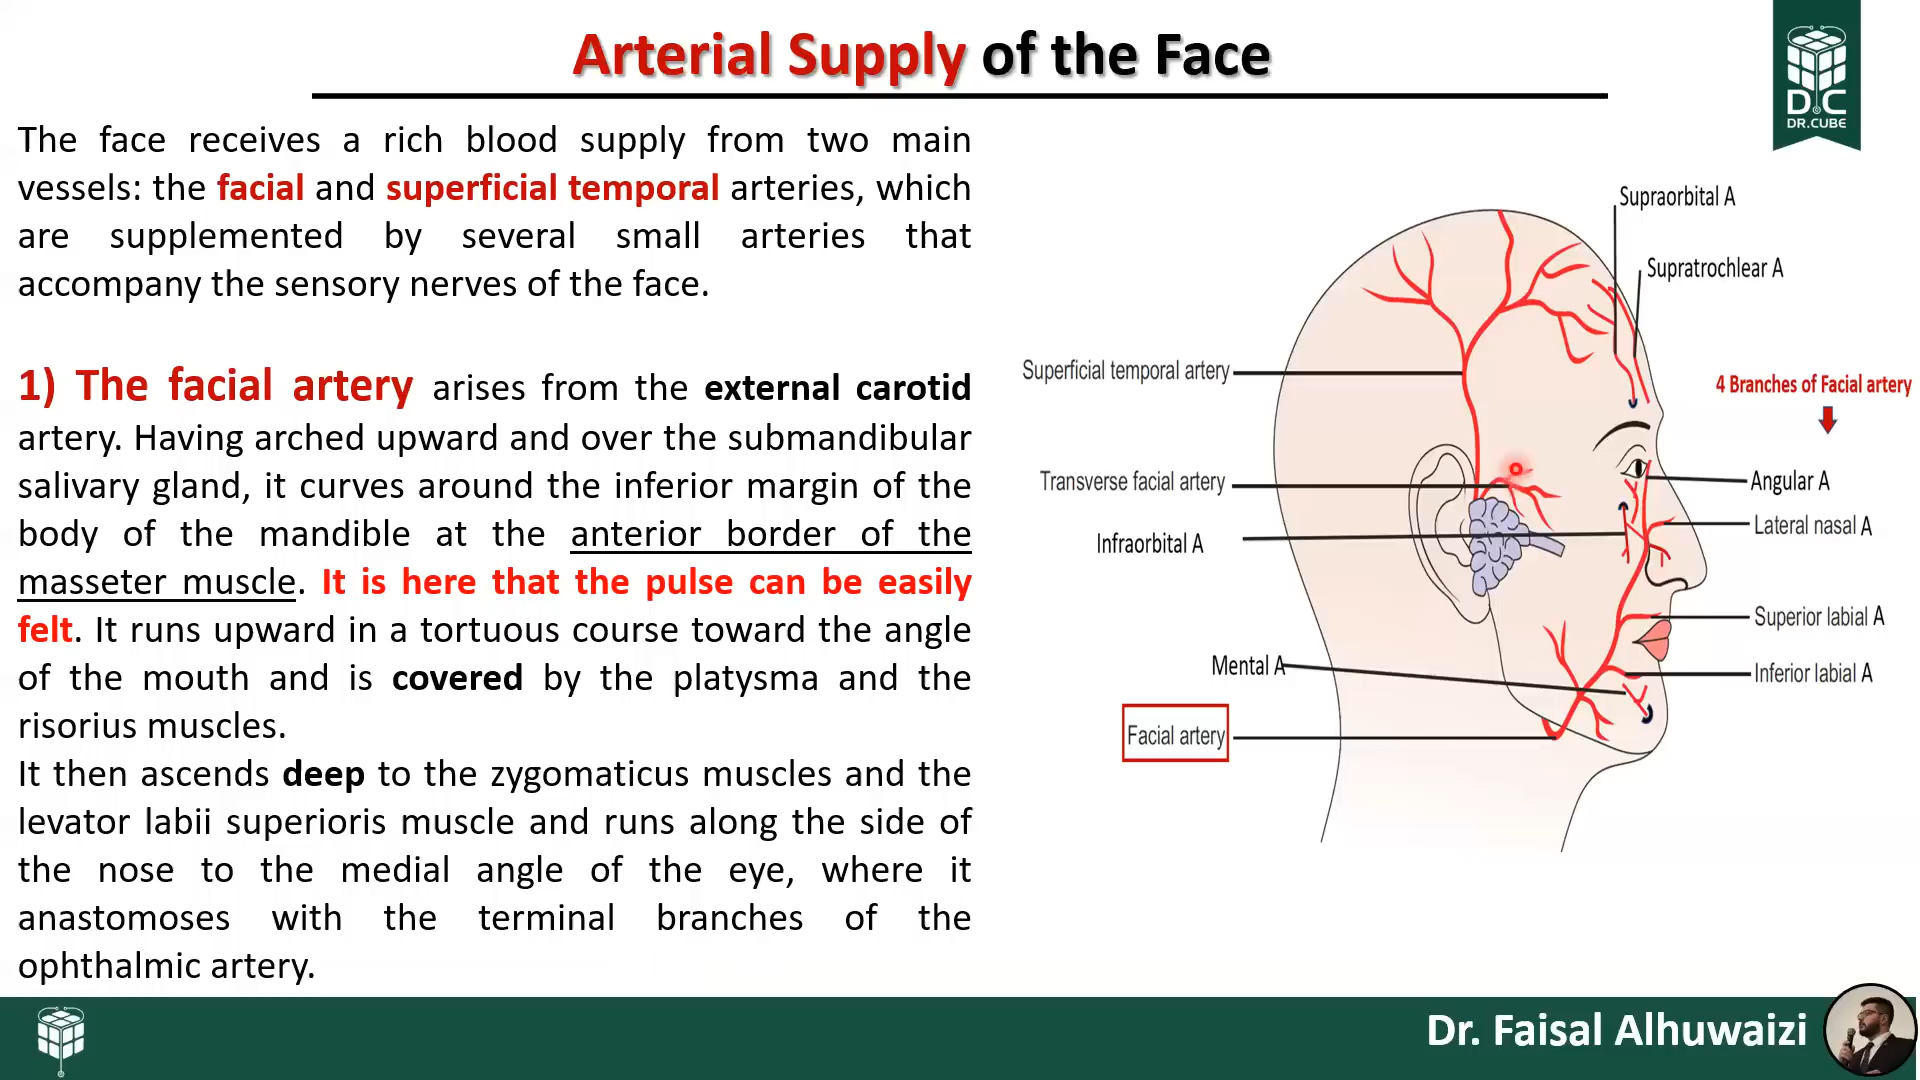 Arterial Supply of the Face
D C
DR.CUBE
The face receives a rich blood supply from two main
vessels: the facial and superficial temporal arteries, which
are supplemented by several small arteries that
accompany the sensory nerves of the face.
1) The facial artery arises from the external carotid
artery. Having arched upward and over the submandibular
salivary gland, it curves around the inferior margin of the
body of the mandible at the anterior border of the
masseter muscle. It is here that the pulse can be easily
felt. It runs upward in a tortuous course toward the angle
of the mouth and is covered by the platysma and the
risorius muscles.
It then ascends deep to the zygomaticus muscles and the
levator labii superioris muscle and runs along the side of
the nose to the medial angle of the eye, where it
anastomoses with the terminal branches of the
ophthalmic artery.
Supraorbital A
Supratrochlear A
Superficial temporal artery
4 Branches of Facial artery
Transverse facial artery
Angular A
Lateral nasal A
Infraorbital A
Superior labial A
Mental A
Inferior labial A
Facial artery
Dr. Faisal Alhuwaizi